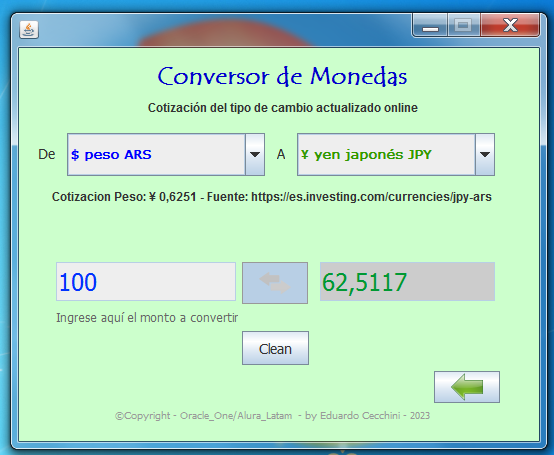 Conversor de Monedas
Cotización del tipo de cambio actualizado online
De $ peso ARS A ¥ yen japonés JPY
Cotizacion Peso: ¥ 0,6251 - Fuente: https://es.investing.com/currencies/jpy-ars
100 62,5117
Ingrese aquí el monto a convertir
Clean
©Copyright - Oracle_One/Alura_Latam - by Eduardo Cecchini - 2023